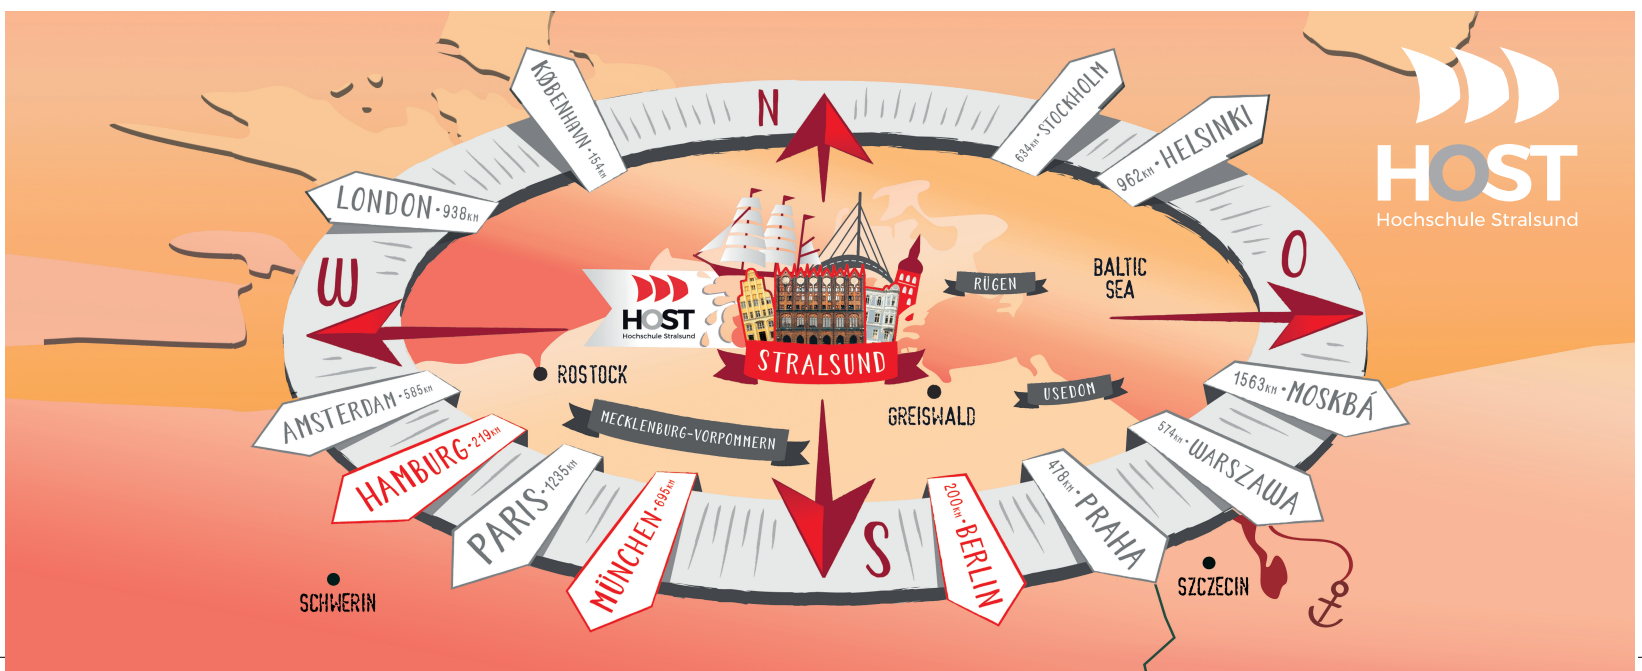 KØBENHAVN · 154KM
N
634KM · STOCKHOLM
962KM · HELSINKI
HOST
Hochschule Stralsund
LONDON · 938KM
W
O
BALTIC
SEA
RÜGEN
HOST
Hochschule Stralsund
STRALSUND
ROSTOCK
GREISWALD
USEDOM
MECKLENBURG-VORPOMMERN
AMSTERDAM · 585KM
1563KM · MOSKBÁ
HAMBURG · 219KM
574KM · WARSZAWA
PARIS · 1235KM
478KM · PRAHA
MÜNCHEN · 695KM
S
200KM · BERLIN
SCHWERIN
SZCZECIN